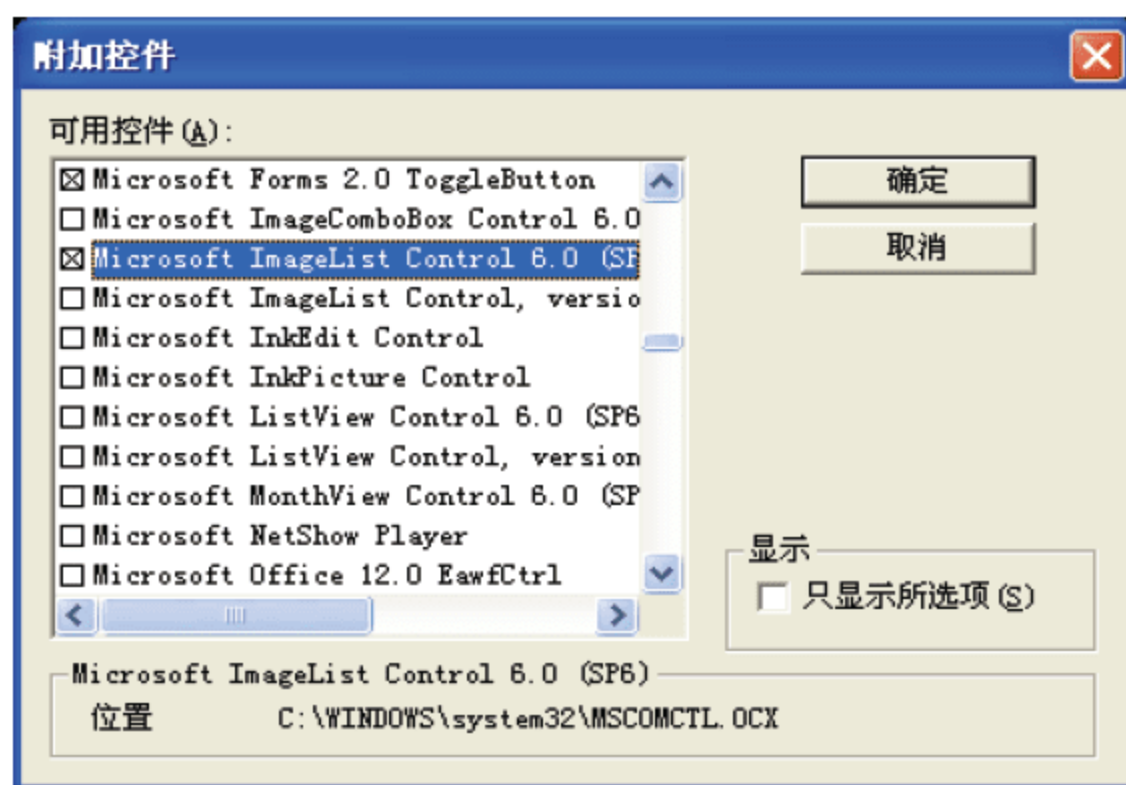 附加控件
可用控件(A):
Microsoft Forms 2.0 ToggleButton
Microsoft ImageComboBox Control 6.0
Microsoft ImageList Control 6.0 (SP
Microsoft ImageList Control, versio
Microsoft InkEdit Control
Microsoft InkPicture Control
Microsoft ListView Control 6.0 (SP6
Microsoft ListView Control, version
Microsoft MonthView Control 6.0 (SP
Microsoft NetShow Player
Microsoft Office 12.0 EawfCtrl
确定
取消
显示
只显示所选项(S)
Microsoft ImageList Control 6.0 (SP6)
位置 C:\WINDOWS\system32\MSCOMCTL.OCX